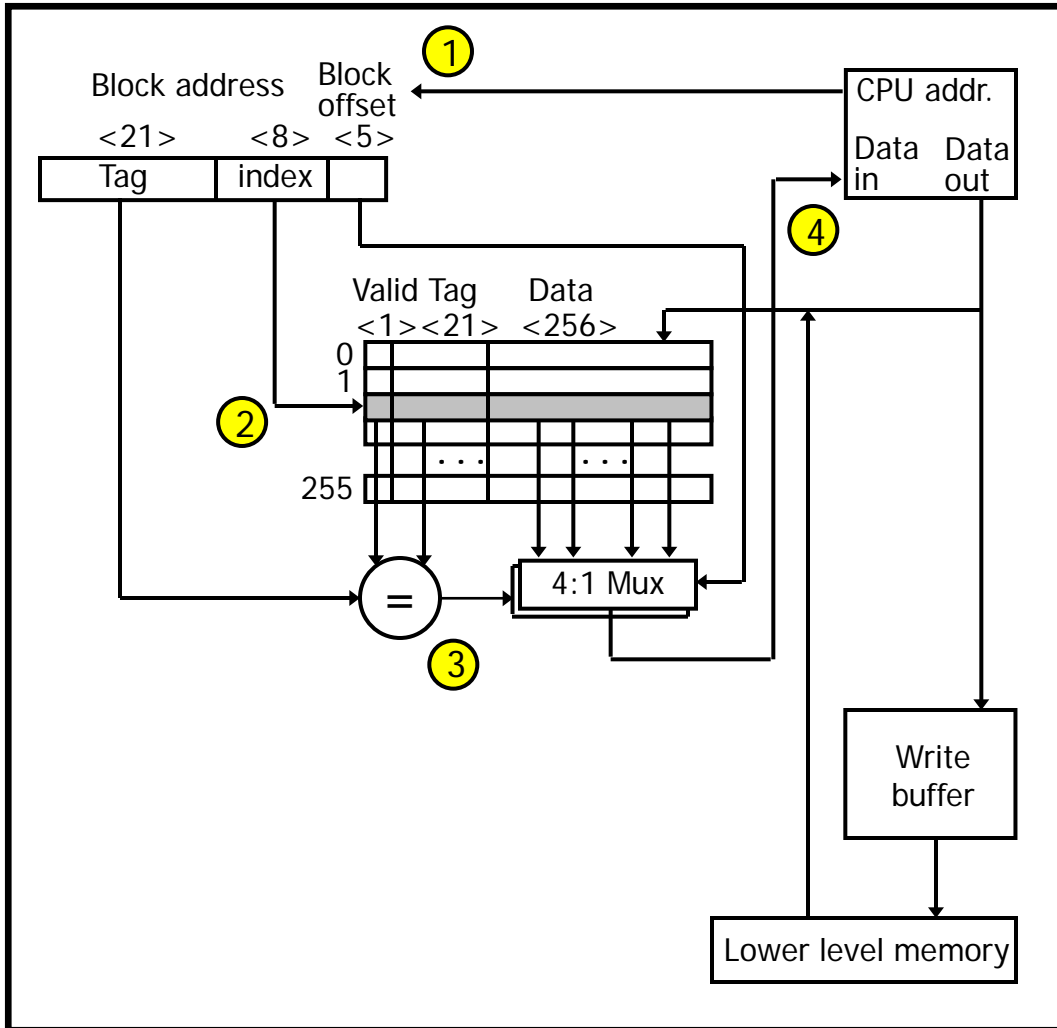 1
Block address
Block
offset
<21>
<8>
<5>
Tag
index
CPU addr.
Data
in
Data
out
4
Valid Tag
Data
<1>
<21>
<256>
0
1
2
. . .
. . .
255
=
4:1 Mux
3
Write
buffer
Lower level memory